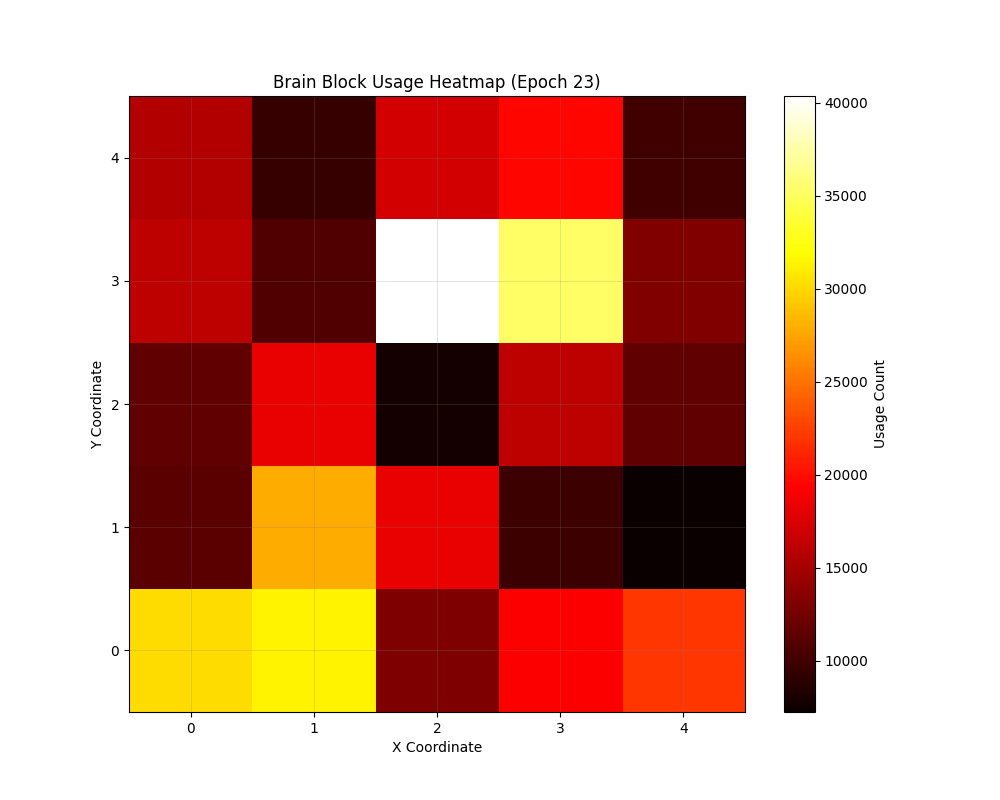 Brain Block Usage Heatmap (Epoch 23)
40000
4
35000
3
30000
Y Coordinate
2
25000
Usage Count
20000
1
15000
0
10000
0 1 2 3 4
X Coordinate